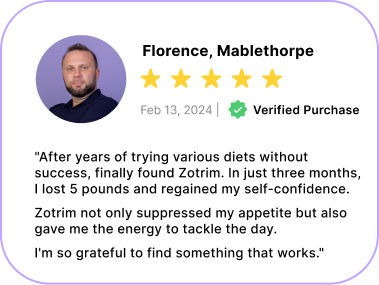 Florence, Mablethorpe
Feb 13, 2024 | Verified Purchase
"After years of trying various diets without
success, finally found Zotrim. In just three months,
I lost 5 pounds and regained my self-confidence.
Zotrim not only suppressed my appetite but also
gave me the energy to tackle the day.
I'm so grateful to find something that works."